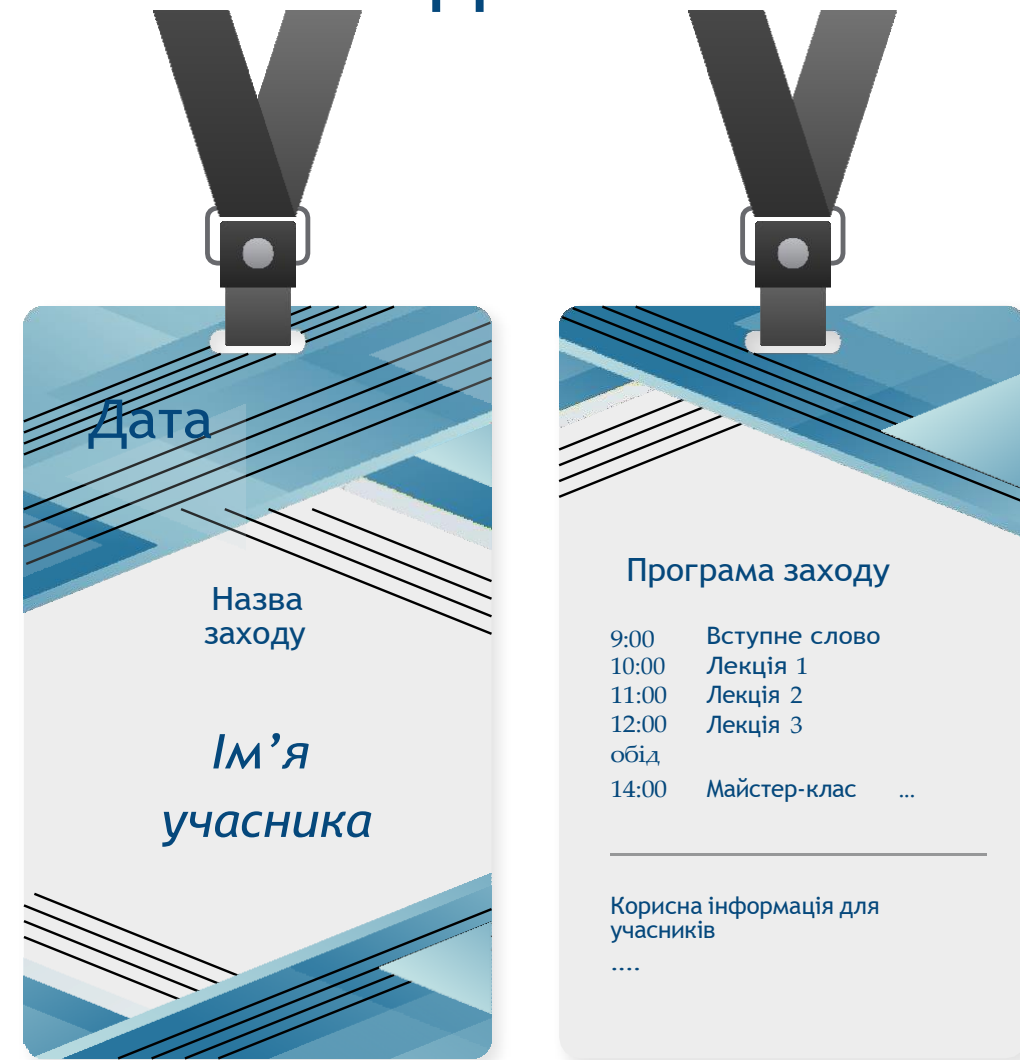 Дата
Назва
заходу
Ім’я
учасника
Програма заходу
9:00 Вступне слово
10:00 Лекція 1
11:00 Лекція 2
12:00 Лекція 3
обід
14:00 Майстер-клас ...
Корисна інформація для
учасників
....